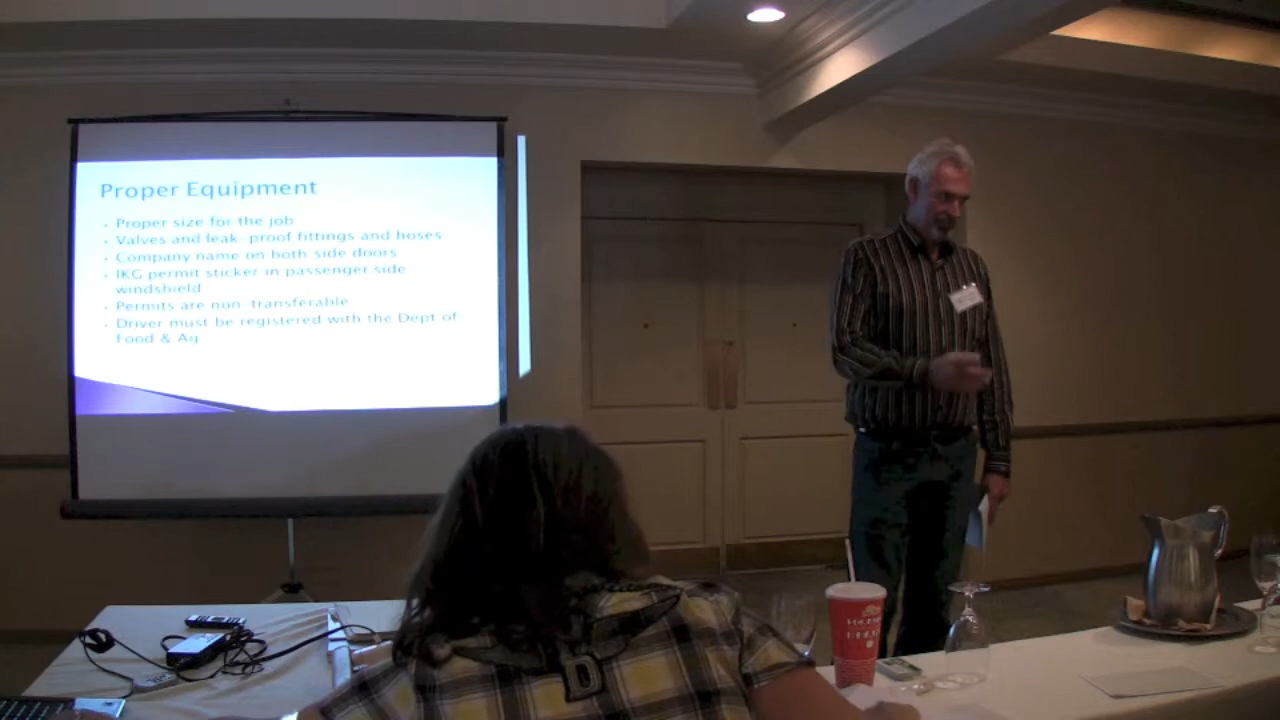 Proper Equipment
• Proper size for the job
• Valves and leak-proof fittings and hoses
• Company name on both side doors
• IKG permit sticker in passenger side
windshield
• Permits are non-transferable
• Driver must be registered with the Dept of
Food & Ag
D